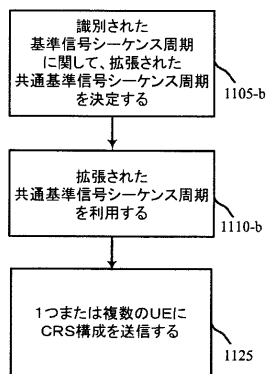 識別された
基準信号シーケンス周期
に関して、拡張された
共通基準信号シーケンス周期
を決定する
1105-b
拡張された
共通基準信号シーケンス周期
を利用する
1110-b
1つまたは複数のUEに
CRS構成を送信する
1125